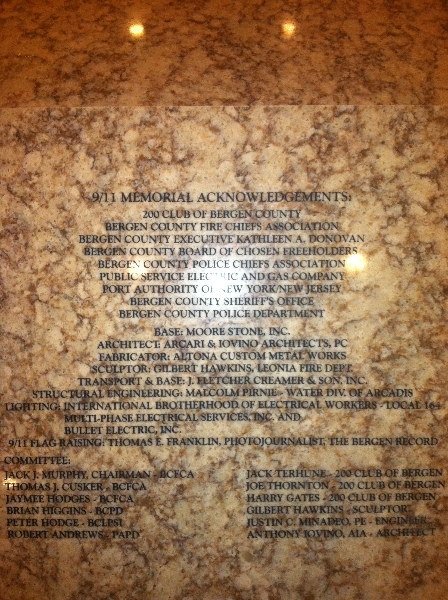 9/11 MEMORIAL ACKNOWLEDGEMENTS:
200 CLUB OF BERGEN COUNTY
BERGEN COUNTY FIRE CHIEFS ASSOCIATION
BERGEN COUNTY EXECUTIVE KATHLEEN A. DONOVAN
BERGEN COUNTY BOARD OF CHOSEN FREEHOLDERS
BERGEN COUNTY POLICE CHIEFS ASSOCIATION
PUBLIC SERVICE ELECTRIC AND GAS COMPANY
PORT AUTHORITY OF NEW YORK/NEW JERSEY
BERGEN COUNTY SHERIFF'S OFFICE
BERGEN COUNTY POLICE DEPARTMENT
BASE: MOORE STONE, INC.
ARCHITECT: ARCARI & IOVINO ARCHITECTS, PC
FABRICATOR: ALTONA CUSTOM METAL WORKS
SCULPTOR: GILBERT HAWKINS, LEONIA FIRE DEPT.
TRANSPORT & BASE: J. FLETCHER CREAMER & SON, INC.
STRUCTURAL ENGINEERING: MALCOLM PIRNIE - WATER DIV. OF ARCADIS
LIGHTING: INTERNATIONAL BROTHERHOOD OF ELECTRICAL WORKERS - LOCAL 164
MULTI-PHASE ELECTRICAL SERVICES, INC. AND
BULLET ELECTRIC, INC.
9/11 FLAG RAISING: THOMAS E. FRANKLIN, PHOTOJOURNALIST, THE BERGEN RECORD
COMMITTEE:
JACK J. MURPHY, CHAIRMAN - BCFCA
THOMAS J. CUSKER - BCFCA
JAYMEE HODGES - BCFCA
BRIAN HIGGINS - BCPD
PETER HODGE - BCLPSI
ROBERT ANDREWS - PAPD
JACK TERHUNE - 200 CLUB OF BERGEN
JOE THORNTON - 200 CLUB OF BERGEN
HARRY GATES - 200 CLUB OF BERGEN
GILBERT HAWKINS - SCULPTOR
JUSTIN C. MINADEO, PE - ENGINEER
ANTHONY IOVINO, AIA - ARCHITECT